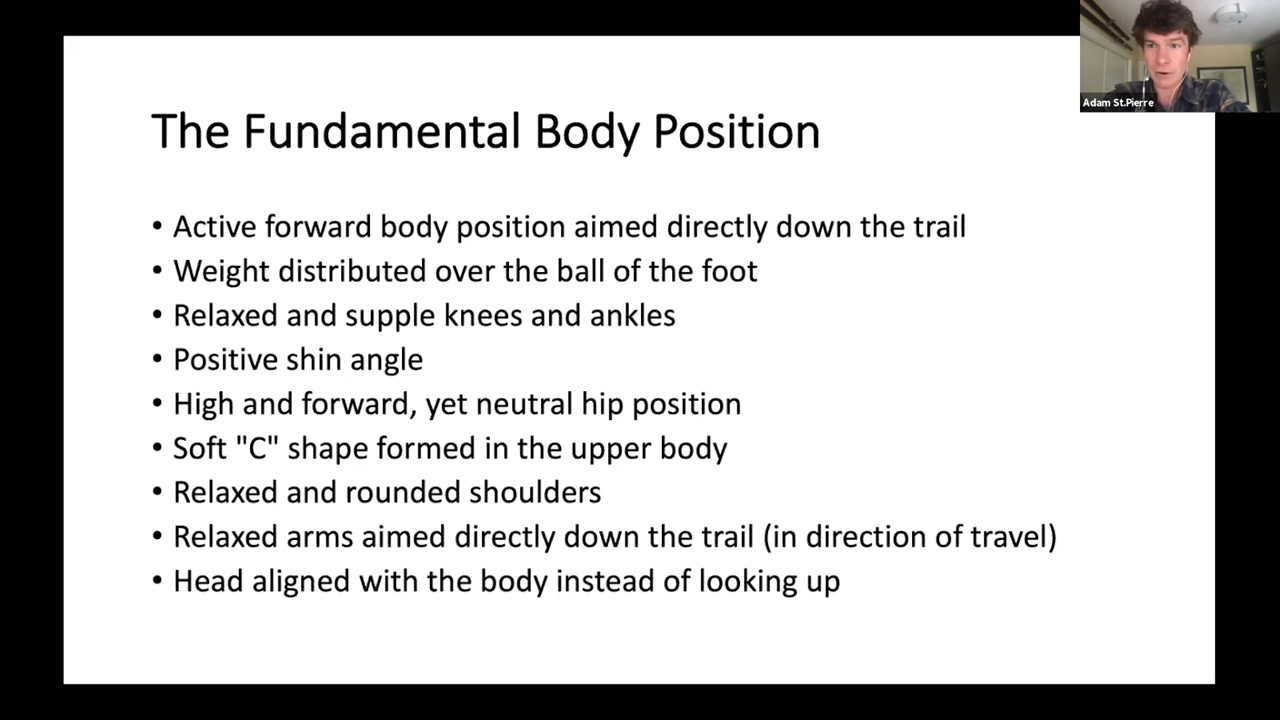 The Fundamental Body Position
• Active forward body position aimed directly down the trail
• Weight distributed over the ball of the foot
• Relaxed and supple knees and ankles
• Positive shin angle
• High and forward, yet neutral hip position
• Soft "C" shape formed in the upper body
• Relaxed and rounded shoulders
• Relaxed arms aimed directly down the trail (in direction of travel)
• Head aligned with the body instead of looking up
Adam St.Pierre